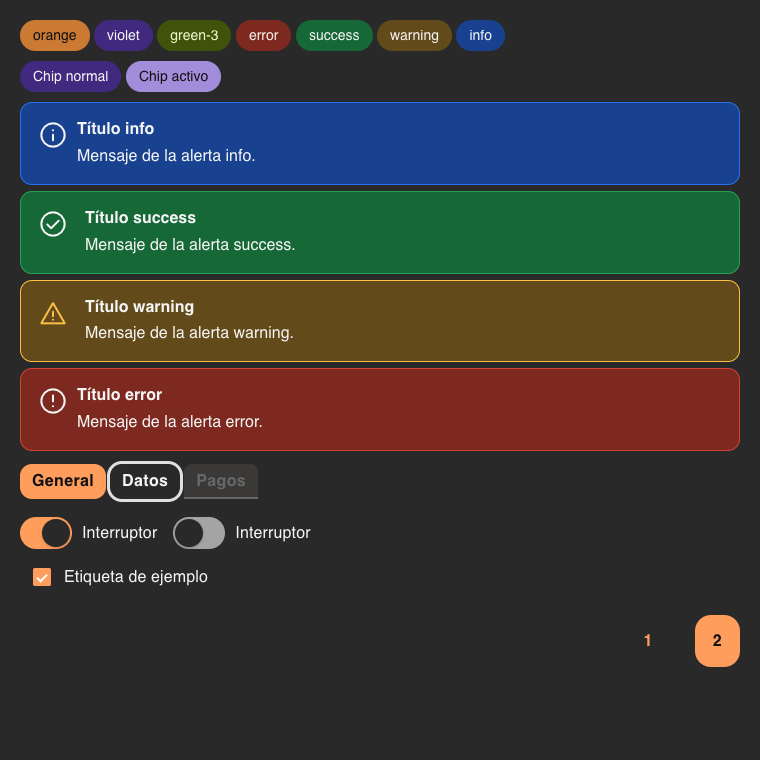 orange violet green-3 error success warning info
Chip normal Chip activo
Título info
Mensaje de la alerta info.
Título success
Mensaje de la alerta success.
Título warning
Mensaje de la alerta warning.
Título error
Mensaje de la alerta error.
General Datos Pagos
Interruptor Interruptor
Etiqueta de ejemplo
1 2